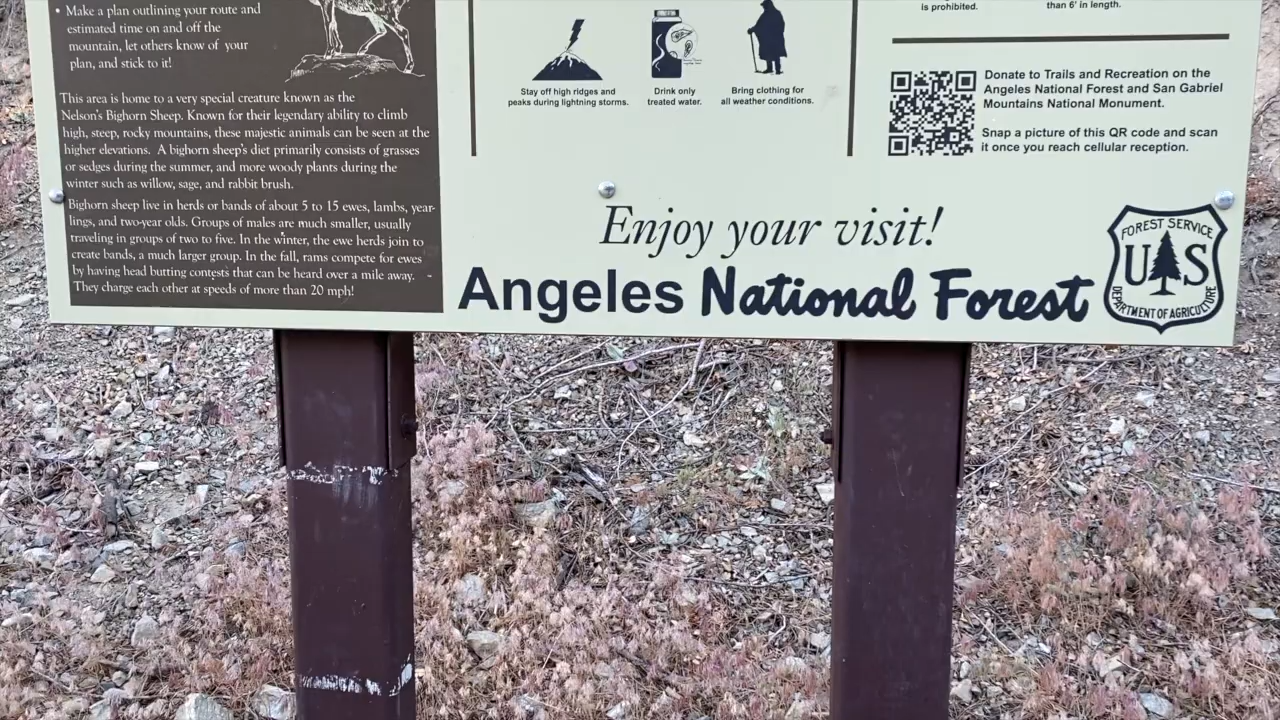 • Make a plan outlining your route and
estimated time on and off the
mountain, let others know of your
plan, and stick to it!
This area is home to a very special creature known as the
Nelson's Bighorn Sheep. Known for their legendary ability to climb
high, steep, rocky mountains, these majestic animals can be seen at the
higher elevations. A bighorn sheep's diet primarily consists of grasses
or sedges during the summer, and more woody plants during the
winter such as willow, sage, and rabbit brush.
Bighorn sheep live in herds or bands of about 5 to 15 ewes, lambs, year-
lings, and two-year olds. Groups of males are much smaller, usually
traveling in groups of two to five. In the winter, the ewe herds join to
create bands, a much larger group. In the fall, rams compete for ewes
by having head butting contests that can be heard over a mile away.
They charge each other at speeds of more than 20 mph!
Stay off high ridges and
peaks during lightning storms.
Drink only
treated water.
Bring clothing for
all weather conditions.
is prohibited.
than 6' in length.
Donate to Trails and Recreation on the
Angeles National Forest and San Gabriel
Mountains National Monument.
Snap a picture of this QR code and scan
it once you reach cellular reception.
Enjoy your visit!
Angeles National Forest
FOREST SERVICE
U S
DEPARTMENT OF AGRICULTURE